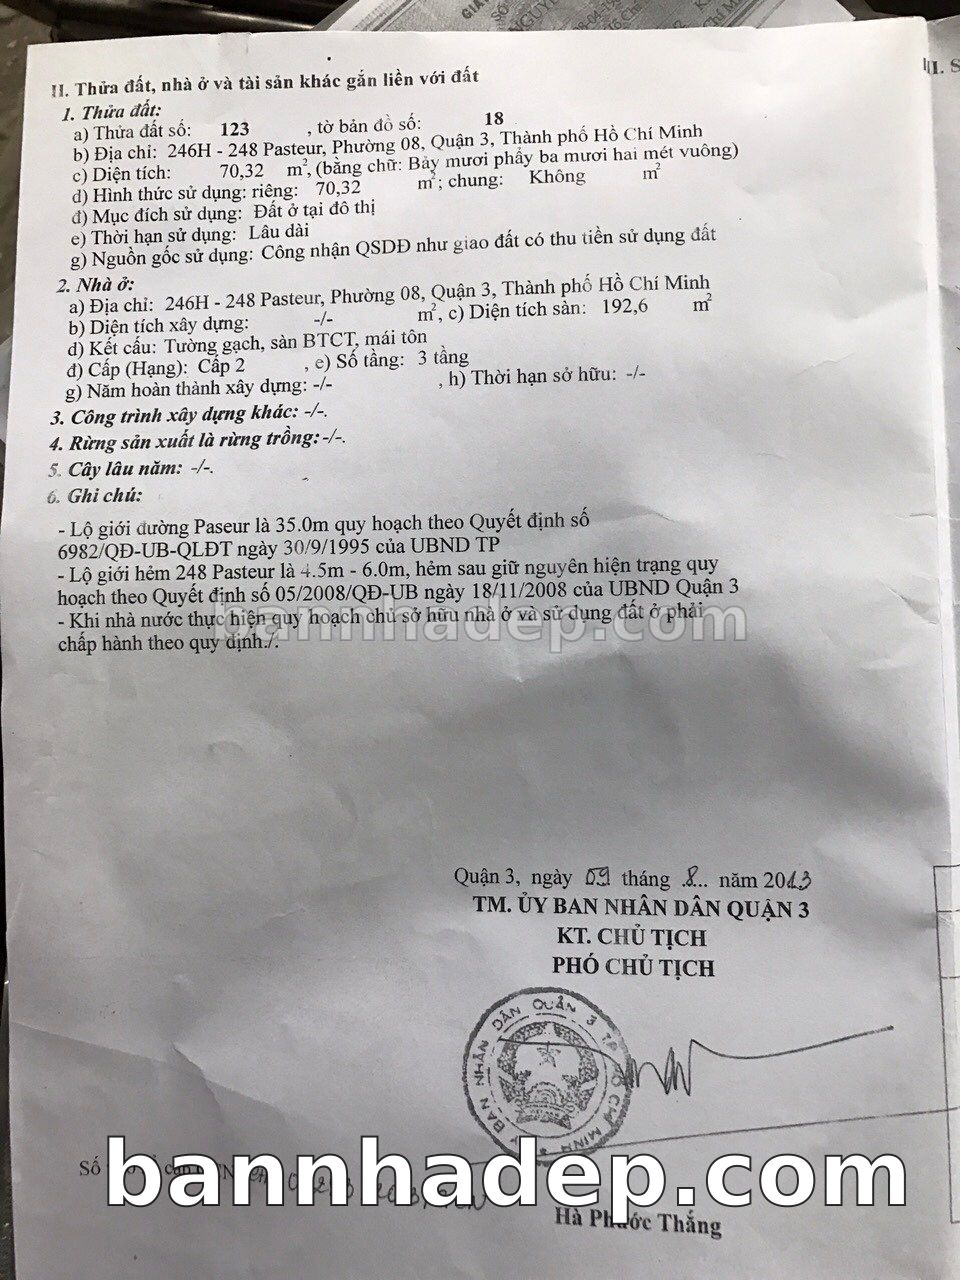 II. Thửa đất, nhà ở và tài sản khác gắn liền với đất
1. Thửa đất:
a) Thửa đất số: 123 , tờ bản đồ số: 18
b) Địa chỉ: 246H - 248 Pasteur, Phường 08, Quận 3, Thành phố Hồ Chí Minh
c) Diện tích: 70,32 m², (bằng chữ: Bảy mươi phẩy ba mươi hai mét vuông)
d) Hình thức sử dụng: riêng: 70,32 m²; chung: Không m²
đ) Mục đích sử dụng: Đất ở tại đô thị
e) Thời hạn sử dụng: Lâu dài
g) Nguồn gốc sử dụng: Công nhận QSDĐ như giao đất có thu tiền sử dụng đất
2. Nhà ở:
a) Địa chỉ: 246H - 248 Pasteur, Phường 08, Quận 3, Thành phố Hồ Chí Minh
b) Diện tích xây dựng: -/- m², c) Diện tích sàn: 192,6 m²
d) Kết cấu: Tường gạch, sàn BTCT, mái tôn
đ) Cấp (Hạng): Cấp 2 , e) Số tầng: 3 tầng
g) Năm hoàn thành xây dựng: -/- , h) Thời hạn sở hữu: -/-
3. Công trình xây dựng khác: -/-.
4. Rừng sản xuất là rừng trồng: -/-.
5. Cây lâu năm: -/-.
6. Ghi chú:
- Lộ giới đường Paseur là 35.0m quy hoạch theo Quyết định số
6982/QĐ-UB-QLĐT ngày 30/9/1995 của UBND TP
- Lộ giới hẻm 248 Pasteur là 4.5m - 6.0m, hẻm sau giữ nguyên hiện trạng quy
hoạch theo Quyết định số 05/2008/QĐ-UB ngày 18/11/2008 của UBND Quận 3
- Khi nhà nước thực hiện quy hoạch chủ sở hữu nhà ở và sử dụng đất ở phải
chấp hành theo quy định./.
bannhadep.com
Quận 3, ngày 09 tháng 8 năm 2013
TM. ỦY BAN NHÂN DÂN QUẬN 3
KT. CHỦ TỊCH
PHÓ CHỦ TỊCH
ỦY BAN NHÂN DÂN QUẬN 3 TP HỒ CHÍ MINH
bannhadep.com
Số
Hà Phước Thắng